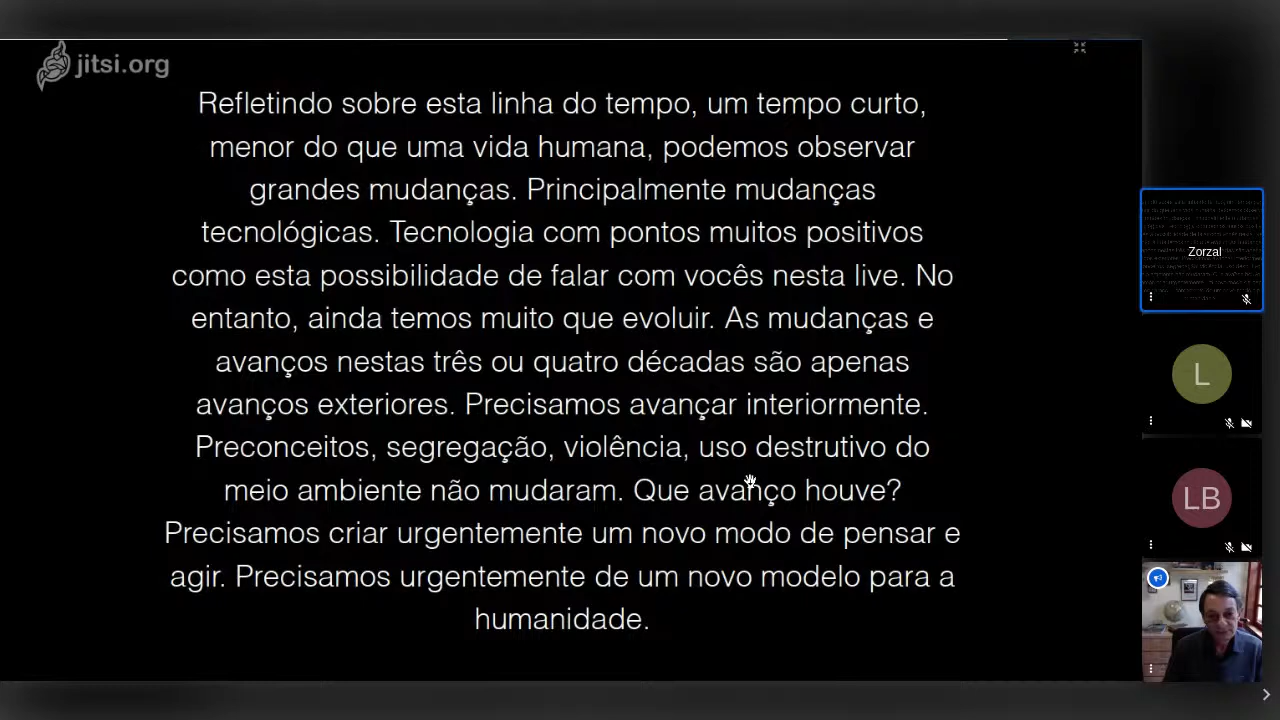 jitsi.org
Refletindo sobre esta linha do tempo, um tempo curto,
menor do que uma vida humana, podemos observar
grandes mudanças. Principalmente mudanças
tecnológicas. Tecnologia com pontos muitos positivos
como esta possibilidade de falar com vocês nesta live. No
entanto, ainda temos muito que evoluir. As mudanças e
avanços nestas três ou quatro décadas são apenas
avanços exteriores. Precisamos avançar interiormente.
Preconceitos, segregação, violência, uso destrutivo do
meio ambiente não mudaram. Que avanço houve?
Precisamos criar urgentemente um novo modo de pensar e
agir. Precisamos urgentemente de um novo modelo para a
humanidade.
Zorzal
L
LB